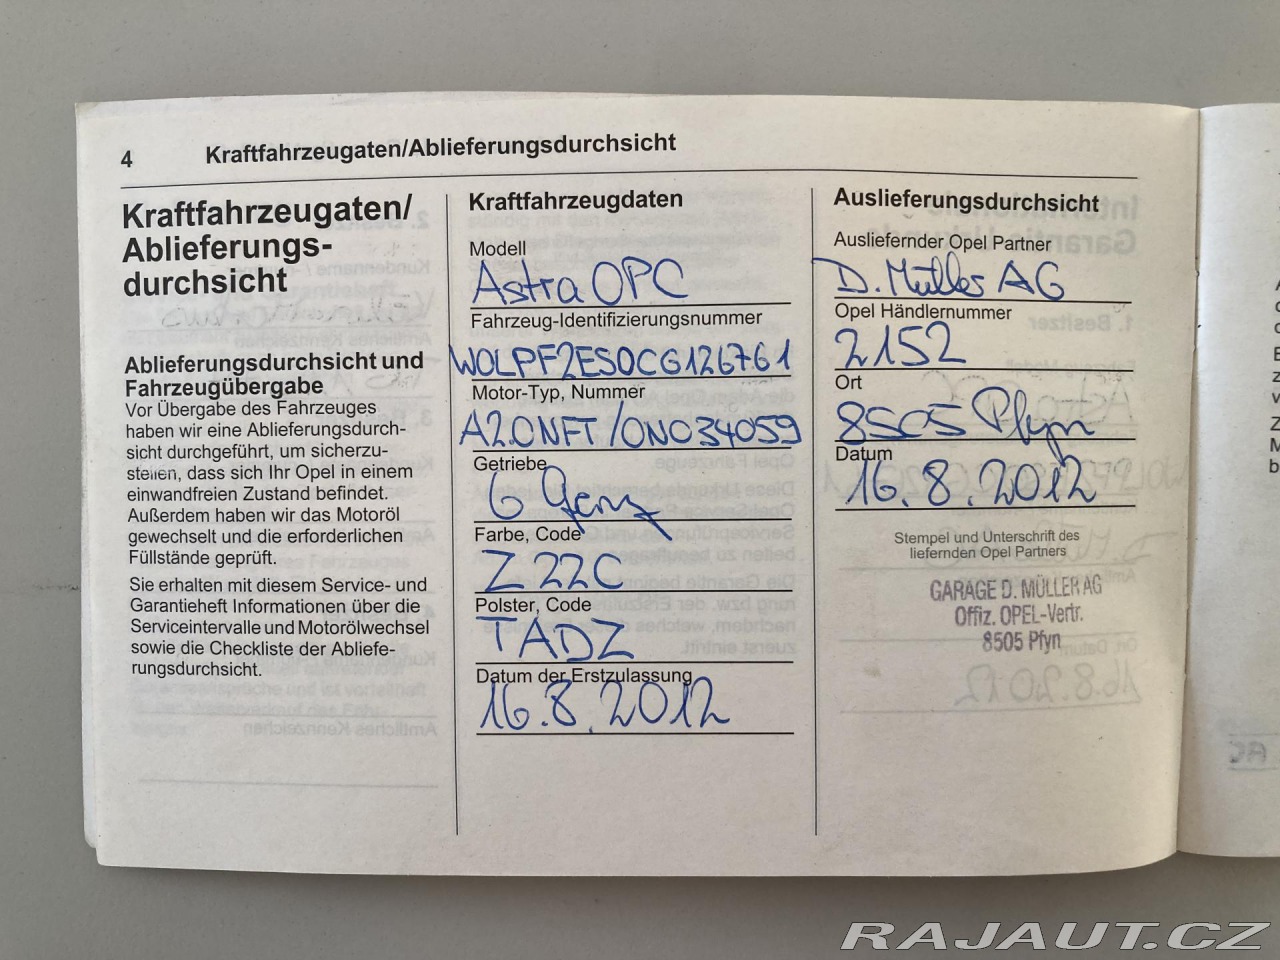 4 Kraftfahrzeugaten/Ablieferungsdurchsicht
Kraftfahrzeugaten/
Ablieferungs-
durchsicht
Ablieferungsdurchsicht und
Fahrzeugübergabe
Vor Übergabe des Fahrzeuges
haben wir eine Ablieferungsdurch-
sicht durchgeführt, um sicherzu-
stellen, dass sich Ihr Opel in einem
einwandfreien Zustand befindet.
Außerdem haben wir das Motoröl
gewechselt und die erforderlichen
Füllstände geprüft.
Sie erhalten mit diesem Service- und
Garantieheft Informationen über die
Serviceintervalle und Motorölwechsel
sowie die Checkliste der Abliefe-
rungsdurchsicht.
Kraftfahrzeugdaten
Modell
Astra OPC
Fahrzeug-Identifizierungsnummer
WOLPF2ESOCG126761
Motor-Typ, Nummer
A2.0NFT/ONO34059
Getriebe
6 Geng
Farbe, Code
Z 22C
Polster, Code
TADZ
Datum der Erstzulassung
16.8.2012
Auslieferungsdurchsicht
Ausliefernder Opel Partner
D. Müller AG
Opel Händlernummer
2152
Ort
8505 Pfyn
Datum
16.8.2012
Stempel und Unterschrift des
liefernden Opel Partners
GARAGE D. MÜLLER AG
Offiz. OPEL-Vertr.
8505 Pfyn
RAJAUT.CZ